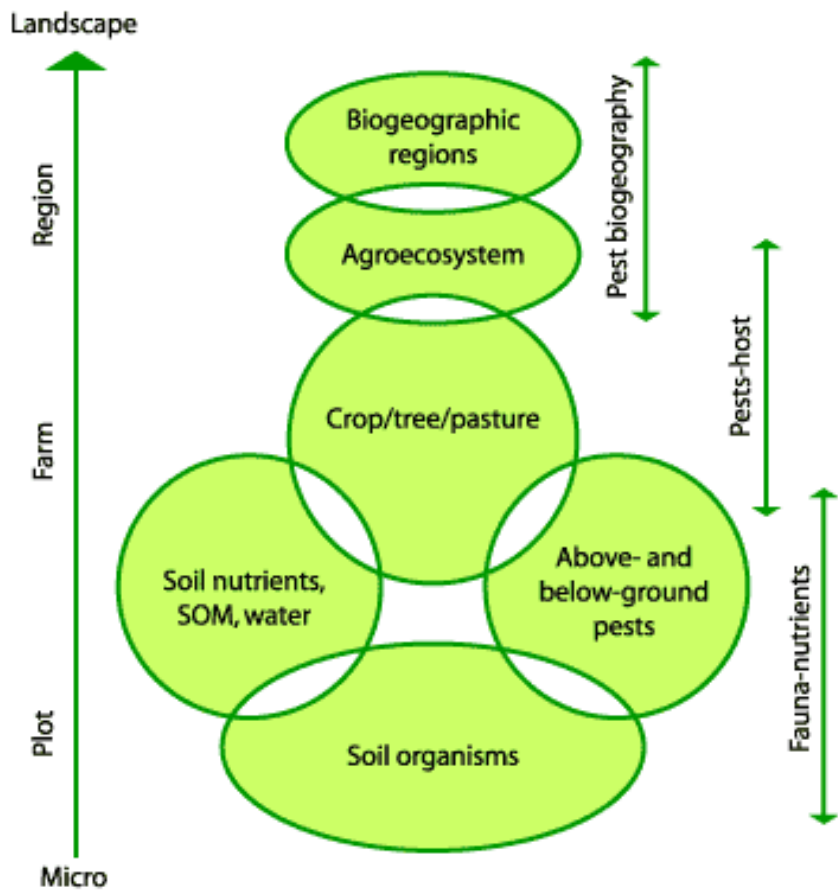 Landscape
Biogeographic
regions
Pest biogeography
Region
Agroecosystem
Pests-host
Crop/tree/pasture
Farm
Soil nutrients,
SOM, water
Above- and
below-ground
pests
Fauna-nutrients
Plot
Soil organisms
Micro